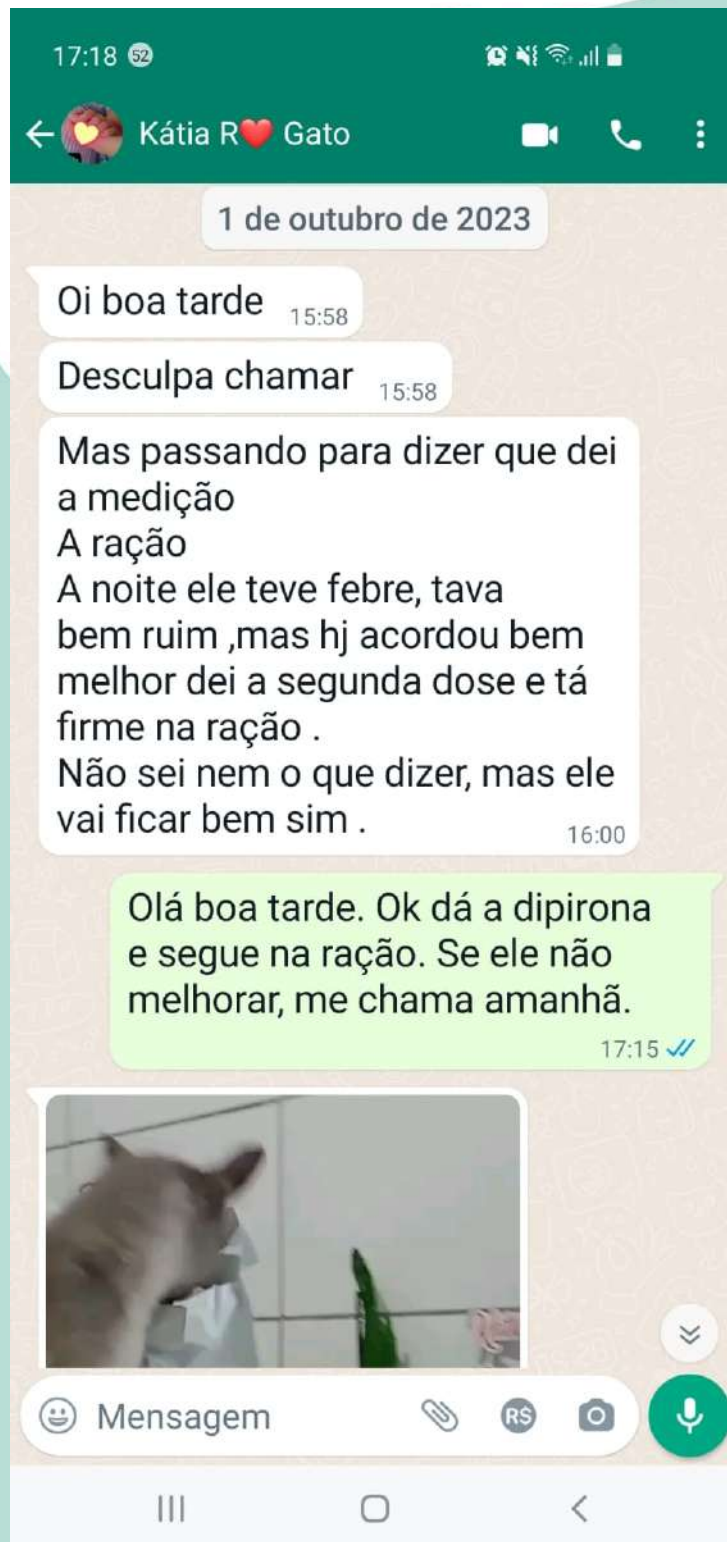 17:18 52
Kátia R❤️ Gato
1 de outubro de 2023
Oi boa tarde 15:58
Desculpa chamar 15:58
Mas passando para dizer que dei
a medição
A ração
A noite ele teve febre, tava
bem ruim ,mas hj acordou bem
melhor dei a segunda dose e tá
firme na ração .
Não sei nem o que dizer, mas ele
vai ficar bem sim .
16:00
Olá boa tarde. Ok dá a dipirona
e segue na ração. Se ele não
melhorar, me chama amanhã.
17:15
Mensagem R$